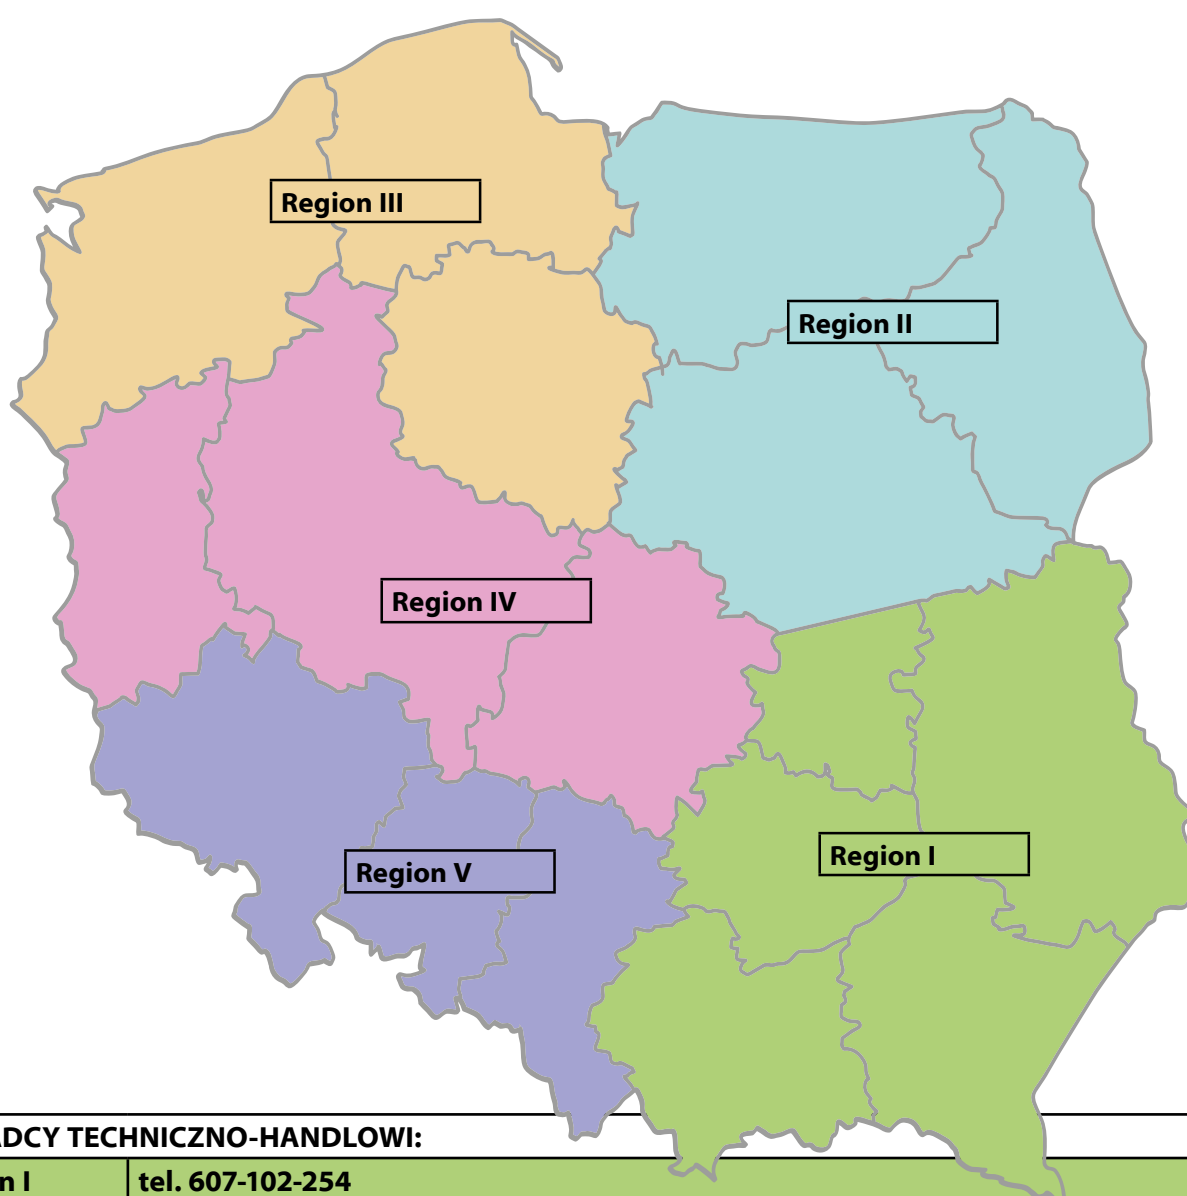 Region III
Region II
Region IV
Region I
Region V
ADCY TECHNICZNO-HANDLOWI:
n I tel. 607-102-254